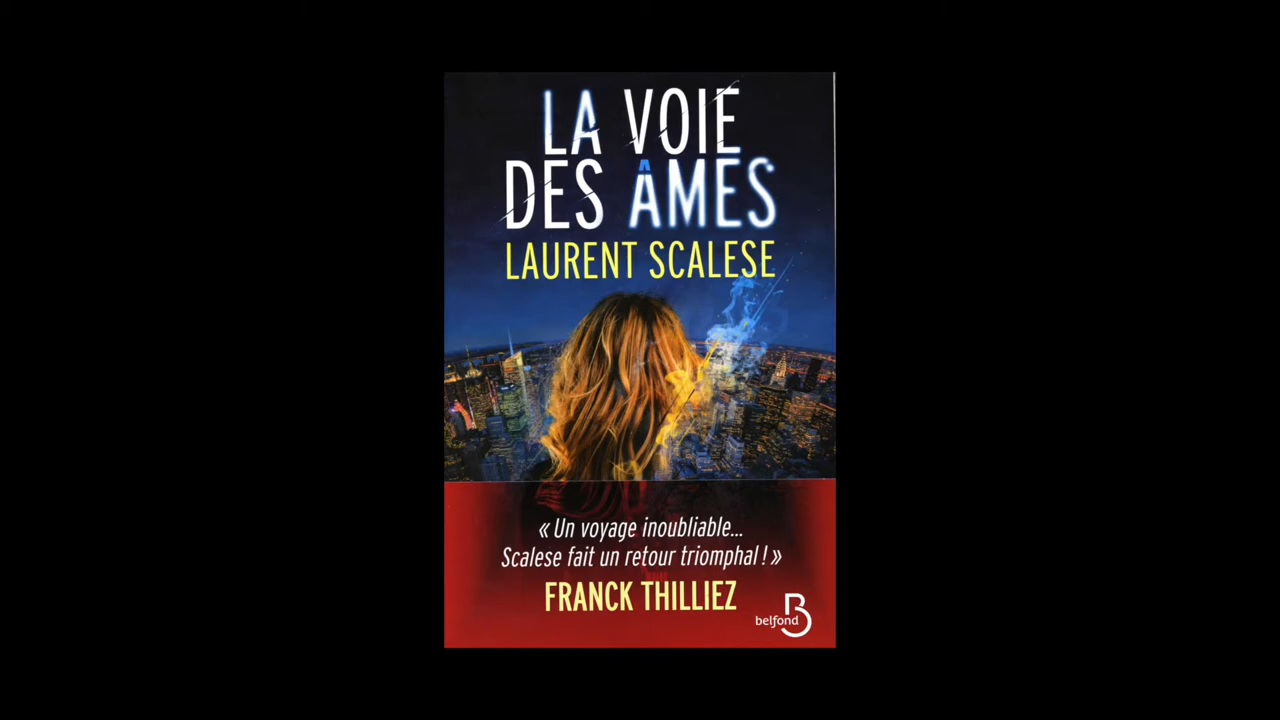 LA VOIE
DES ÂMES
LAURENT SCALESE
« Un voyage inoubliable...
Scalese fait un retour triomphal ! »
FRANCK THILLIEZ
belfond